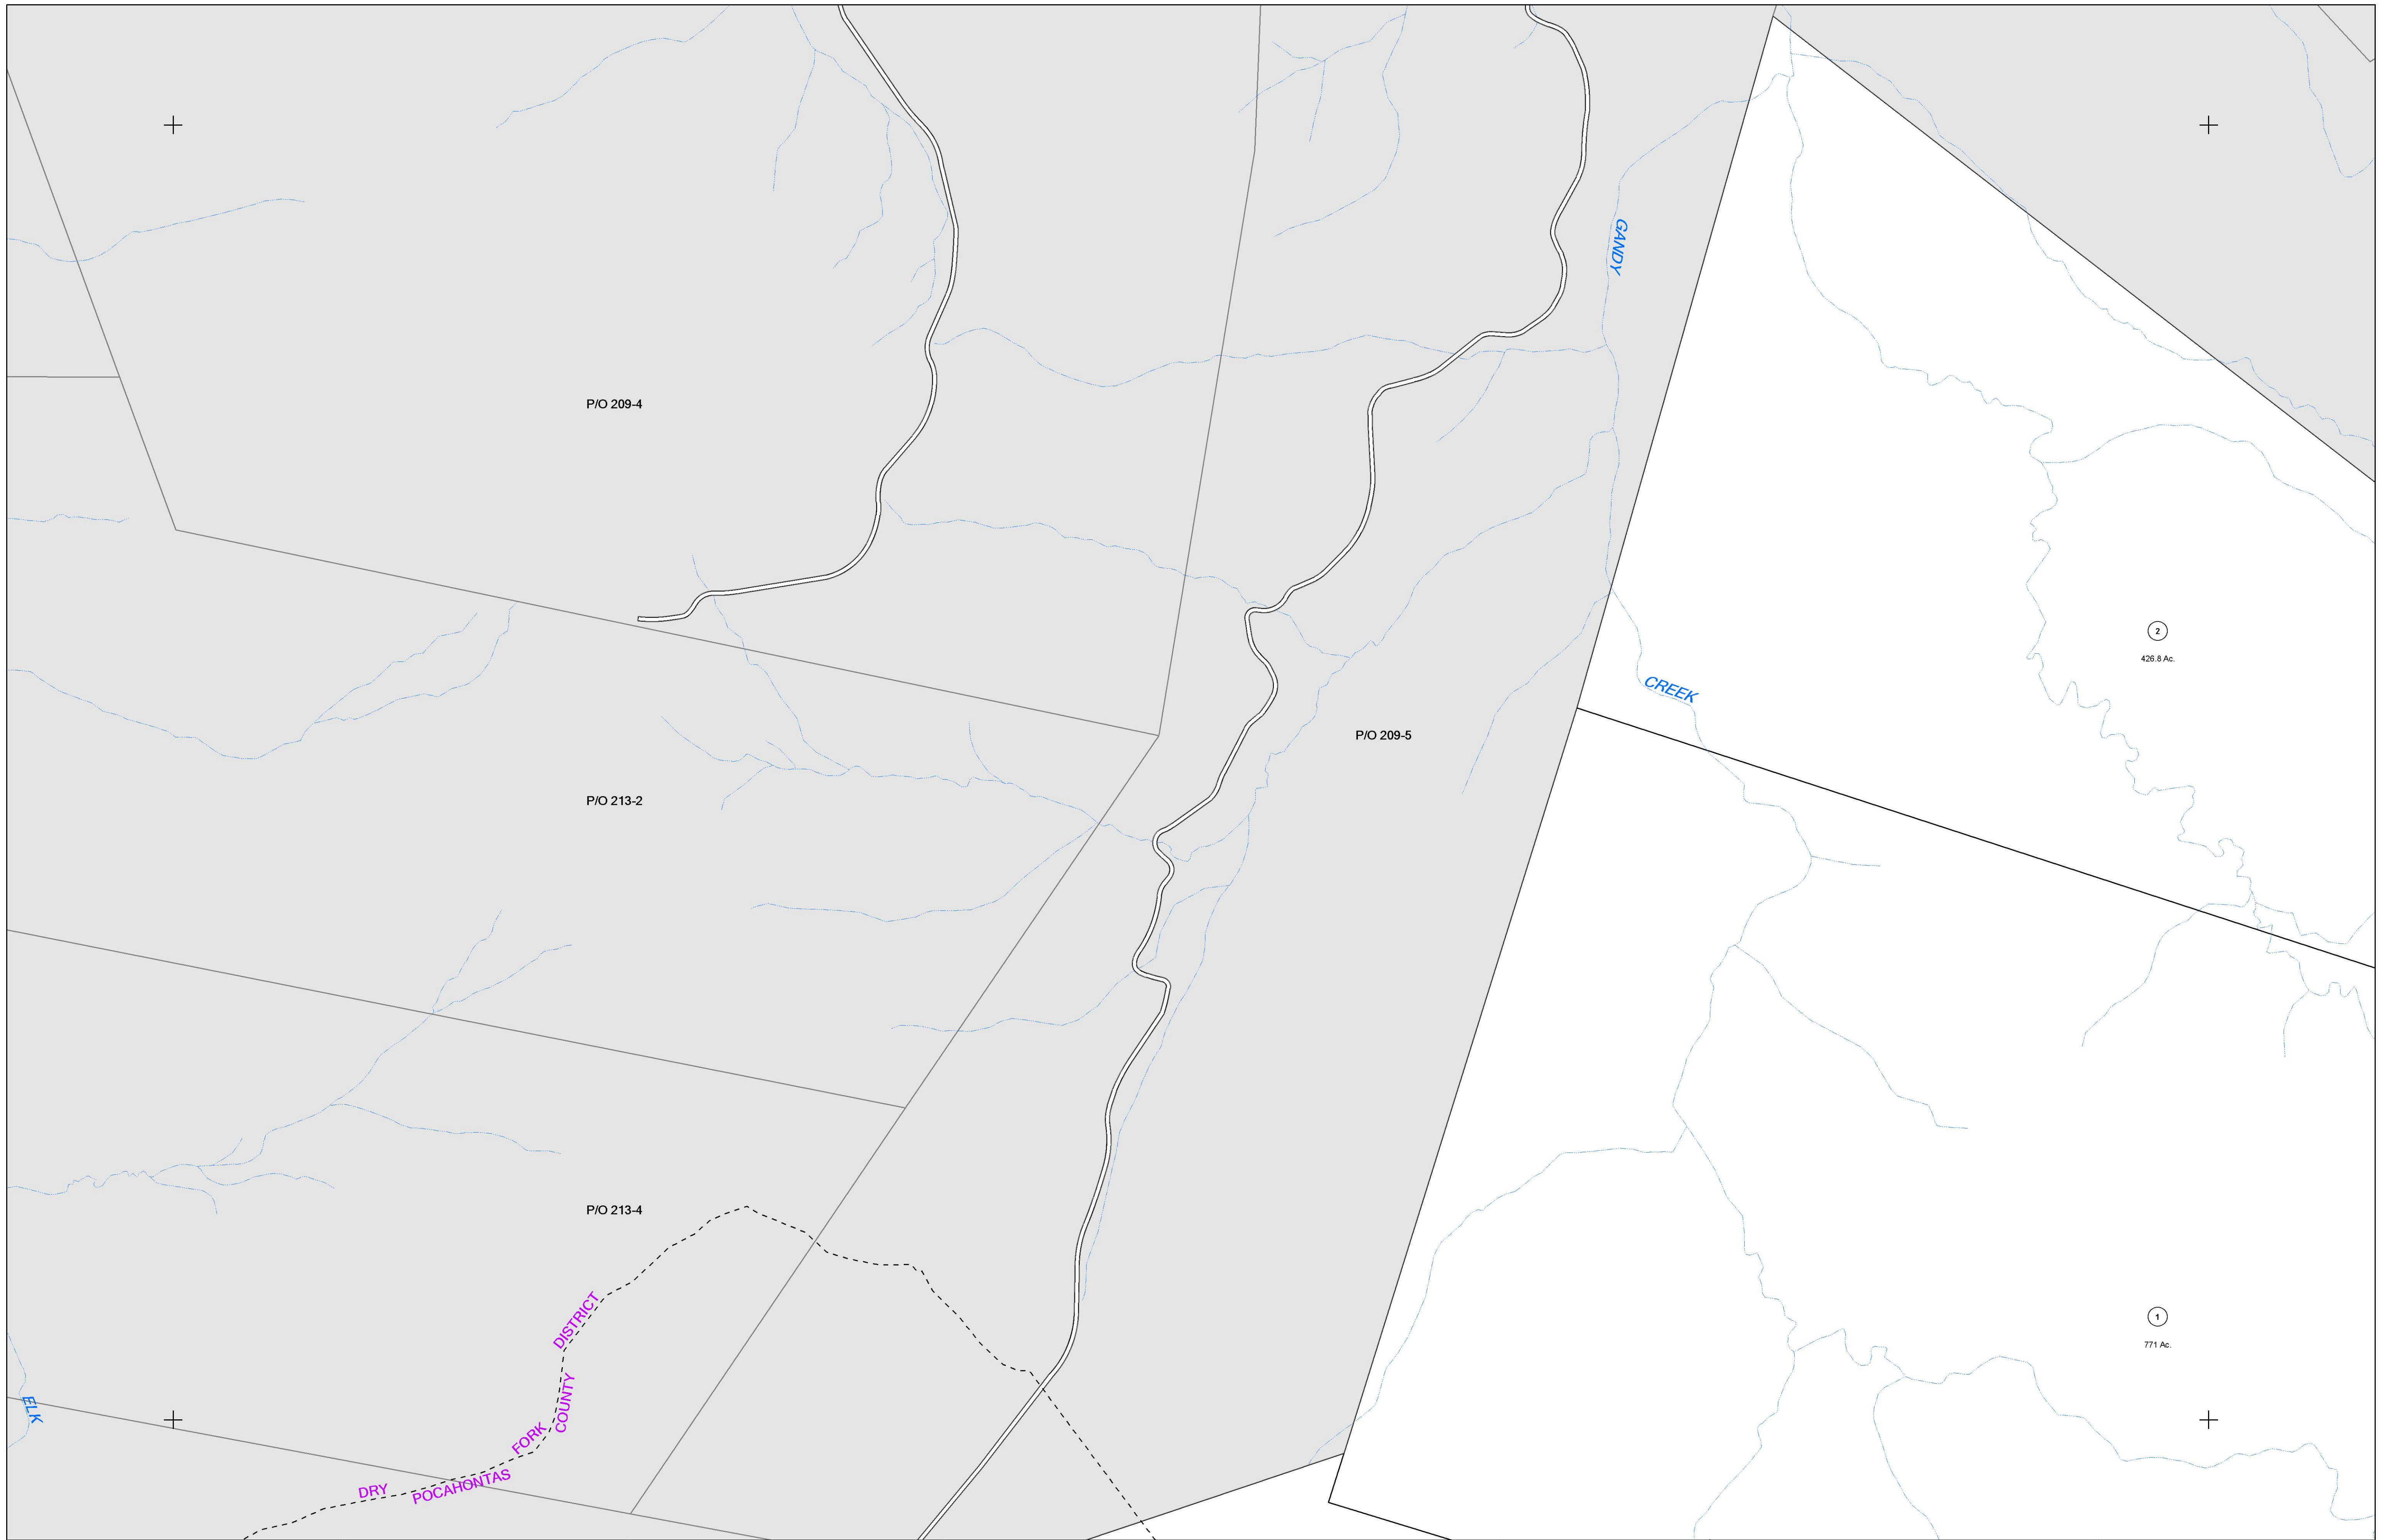 GANDY
P/O 209-4
2
426.8 Ac.
CREEK
P/O 209-5
P/O 213-2
P/O 213-4
DRY FORK DISTRICT
POCAHONTAS COUNTY
1
771 Ac.
ELK